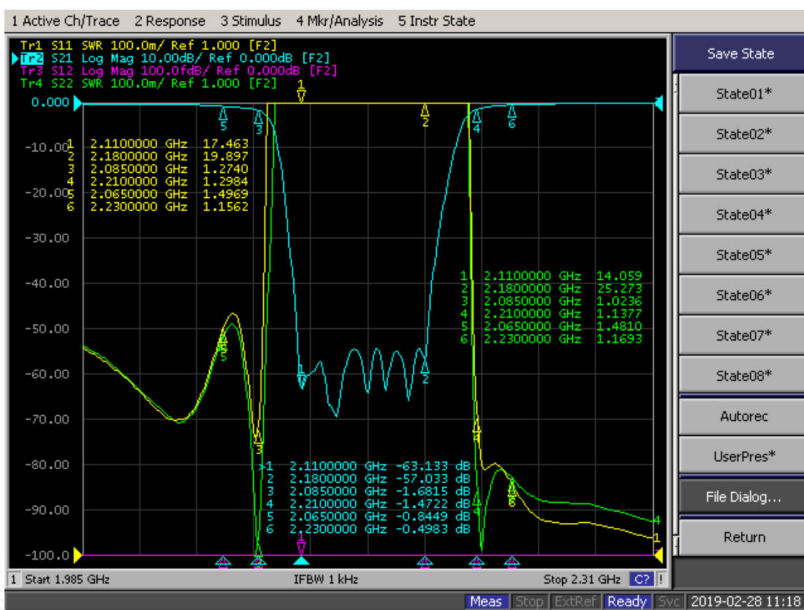 1 Active Ch/Trace 2 Response 3 Stimulus 4 Mkr/Analysis 5 Instr State
Tr1 S11 SWR 100.0m/ Ref 1.000 [F2]
Tr2 S21 Log Mag 10.00dB/ Ref 0.000dB [F2]
Tr3 S12 Log Mag 100.0fdB/ Ref 0.000dB [F2]
Tr4 S22 SWR 100.0m/ Ref 1.000 [F2]
0.000
-10.00
-20.00
-30.00
-40.00
-50.00
-60.00
-70.00
-80.00
-90.00
-100.0
1 2.1100000 GHz 17.463
2 2.1800000 GHz 19.897
3 2.0850000 GHz 1.2740
4 2.2100000 GHz 1.2984
5 2.0650000 GHz 1.4969
6 2.2300000 GHz 1.1562
1 2.1100000 GHz 14.059
2 2.1800000 GHz 25.273
3 2.0850000 GHz 1.0236
4 2.2100000 GHz 1.1377
5 2.0650000 GHz 1.4810
6 2.2300000 GHz 1.1693
>1 2.1100000 GHz -63.133 dB
2 2.1800000 GHz -57.033 dB
3 2.0850000 GHz -1.6815 dB
4 2.2100000 GHz -1.4722 dB
5 2.0650000 GHz -0.8449 dB
6 2.2300000 GHz -0.4983 dB
1 Start 1.985 GHz IFBW 1 kHz Stop 2.31 GHz C? !
Meas Stop ExtRef Ready Svc 2019-02-28 11:18
Save State
State01*
State02*
State03*
State04*
State05*
State06*
State07*
State08*
Autorec
UserPres*
File Dialog...
Return